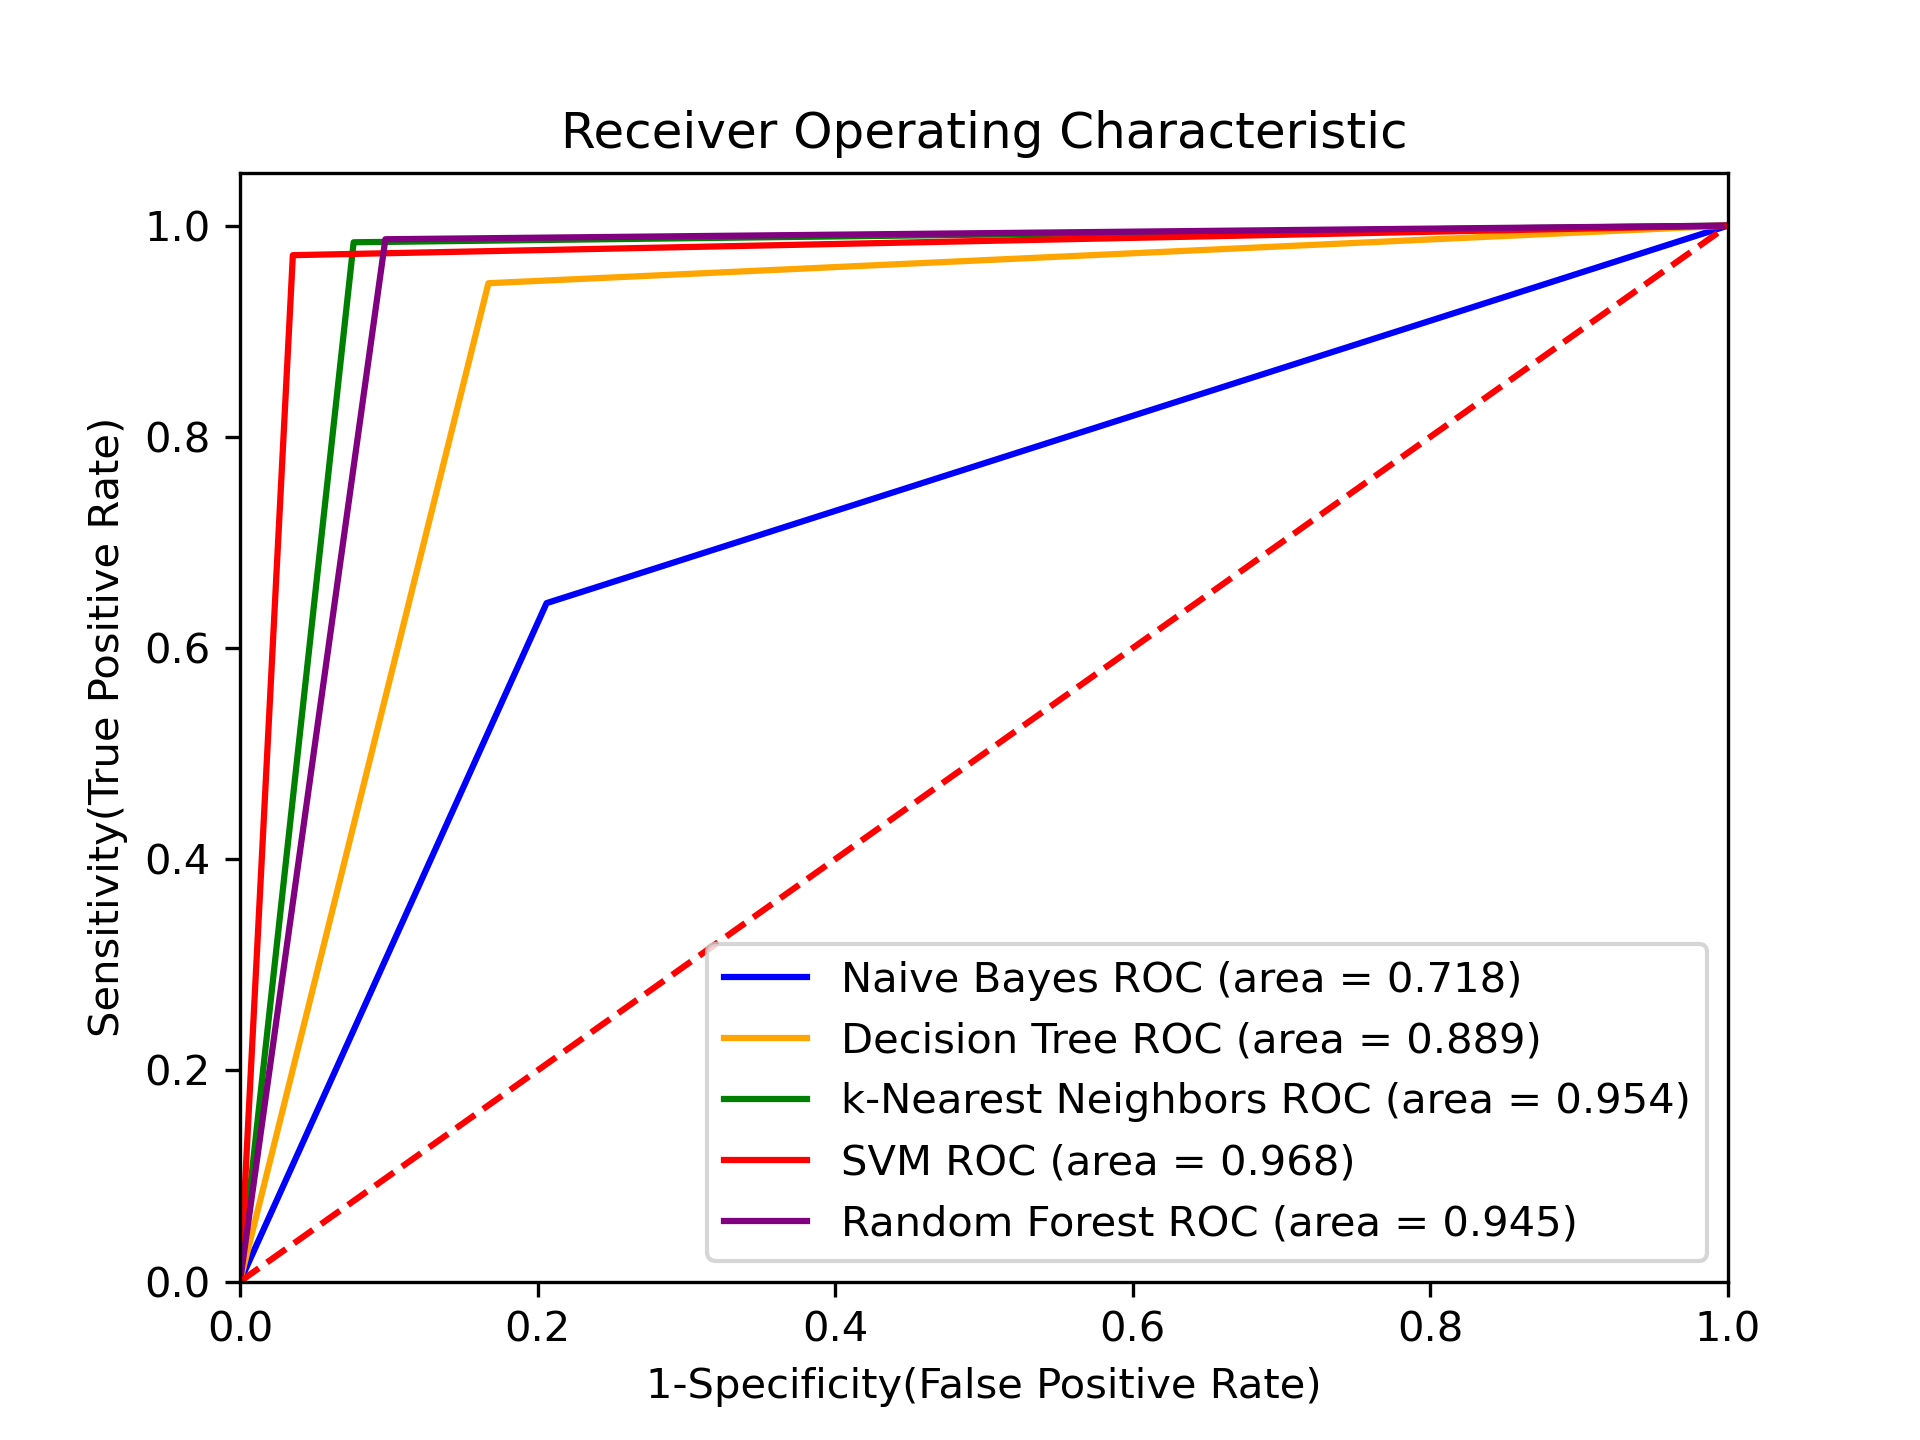 Receiver Operating Characteristic
1.0
0.8
0.6
0.4
0.2
0.0
Sensitivity(True Positive Rate)
Naive Bayes ROC (area = 0.718)
Decision Tree ROC (area = 0.889)
k-Nearest Neighbors ROC (area = 0.954)
SVM ROC (area = 0.968)
Random Forest ROC (area = 0.945)
0.0 0.2 0.4 0.6 0.8 1.0
1-Specificity(False Positive Rate)